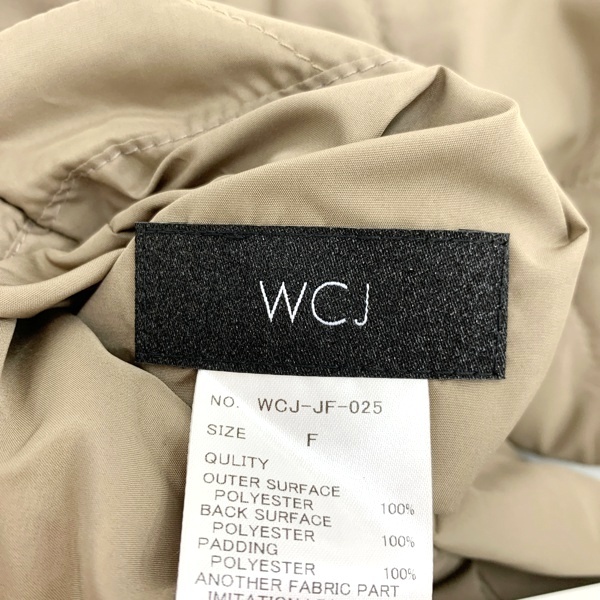 WCJ
NO. WCJ-JF-025
SIZE F
QULITY
OUTER SURFACE
POLYESTER 100%
BACK SURFACE
POLYESTER 100%
PADDING
POLYESTER 100%
ANOTHER FABRIC PART
IMITATION